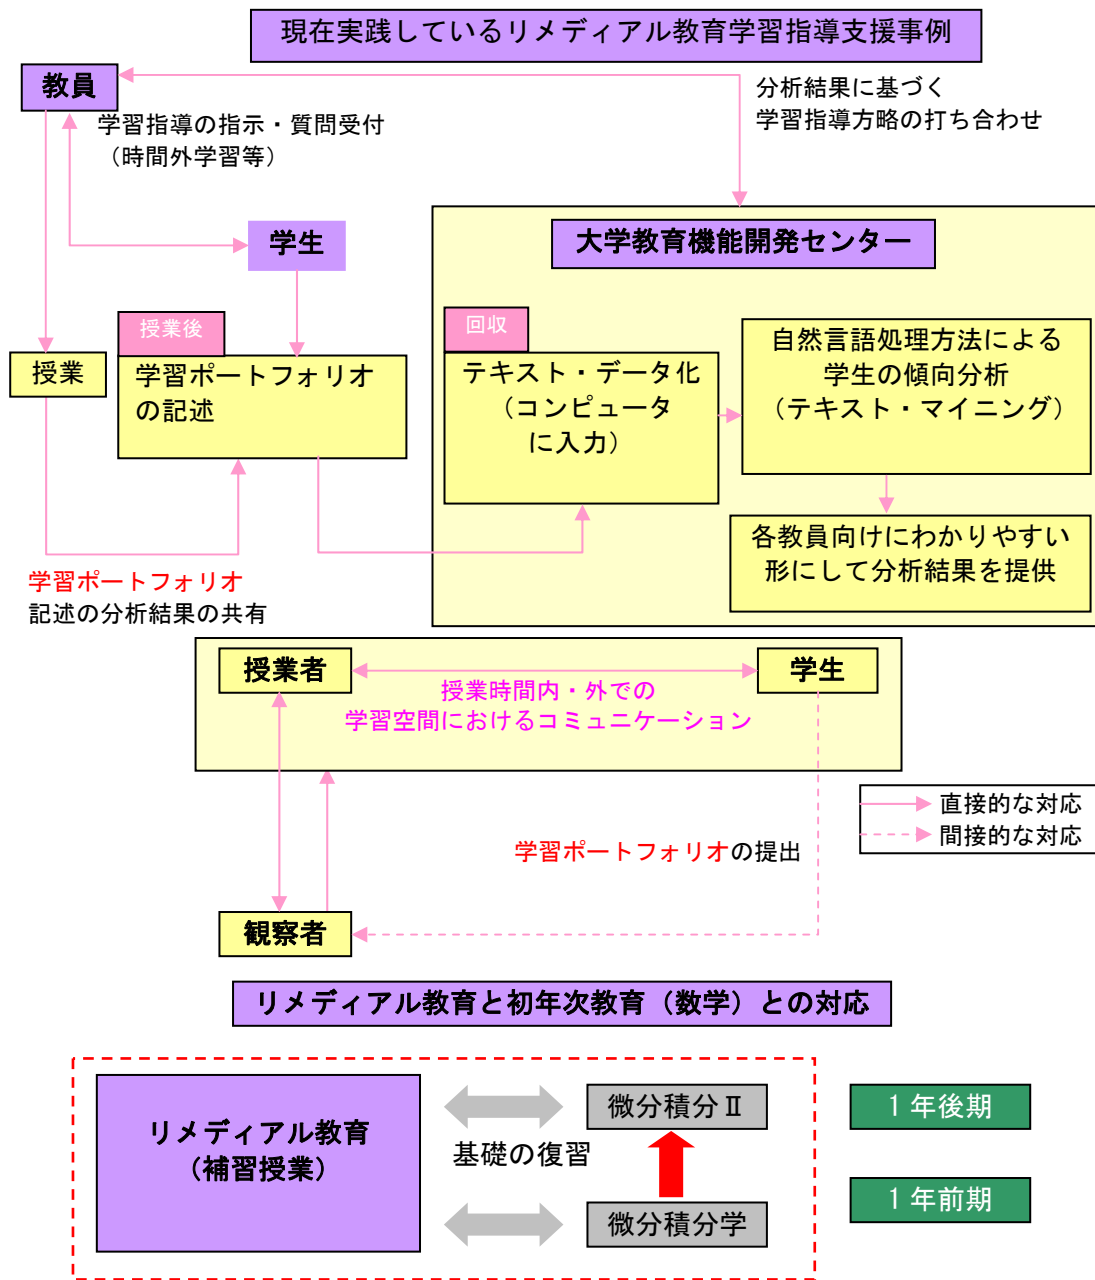 現在実践しているリメディアル教育学習指導支援事例
教員
分析結果に基づく
学習指導方略の打ち合わせ
学習指導の指示・質問受付
（時間外学習等）
学生
大学教育機能開発センター
授業後
回収
授業
学習ポートフォリオ
の記述
テキスト・データ化
（コンピュータ
に入力）
自然言語処理方法による
学生の傾向分析
（テキスト・マイニング）
各教員向けにわかりやすい
形にして分析結果を提供
学習ポートフォリオ
記述の分析結果の共有
授業者
学生
授業時間内・外での
学習空間におけるコミュニケーション
直接的な対応
間接的な対応
学習ポートフォリオの提出
観察者
リメディアル教育と初年次教育（数学）との対応
リメディアル教育
（補習授業）
基礎の復習
微分積分Ⅱ
１年後期
微分積分学
１年前期